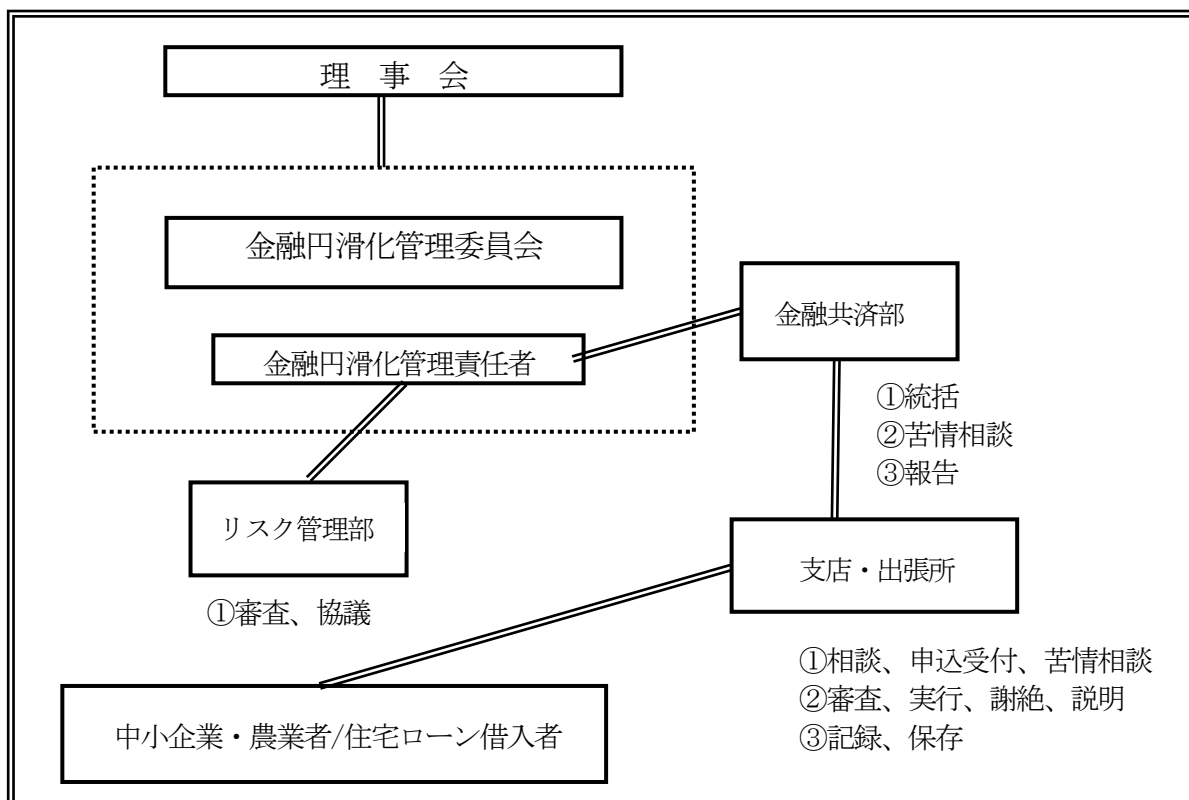 理 事 会
金融円滑化管理委員会
金融共済部
金融円滑化管理責任者
①統括
②苦情相談
③報告
リスク管理部
支店・出張所
①審査、協議
①相談、申込受付、苦情相談
②審査、実行、謝絶、説明
③記録、保存
中小企業・農業者/住宅ローン借入者